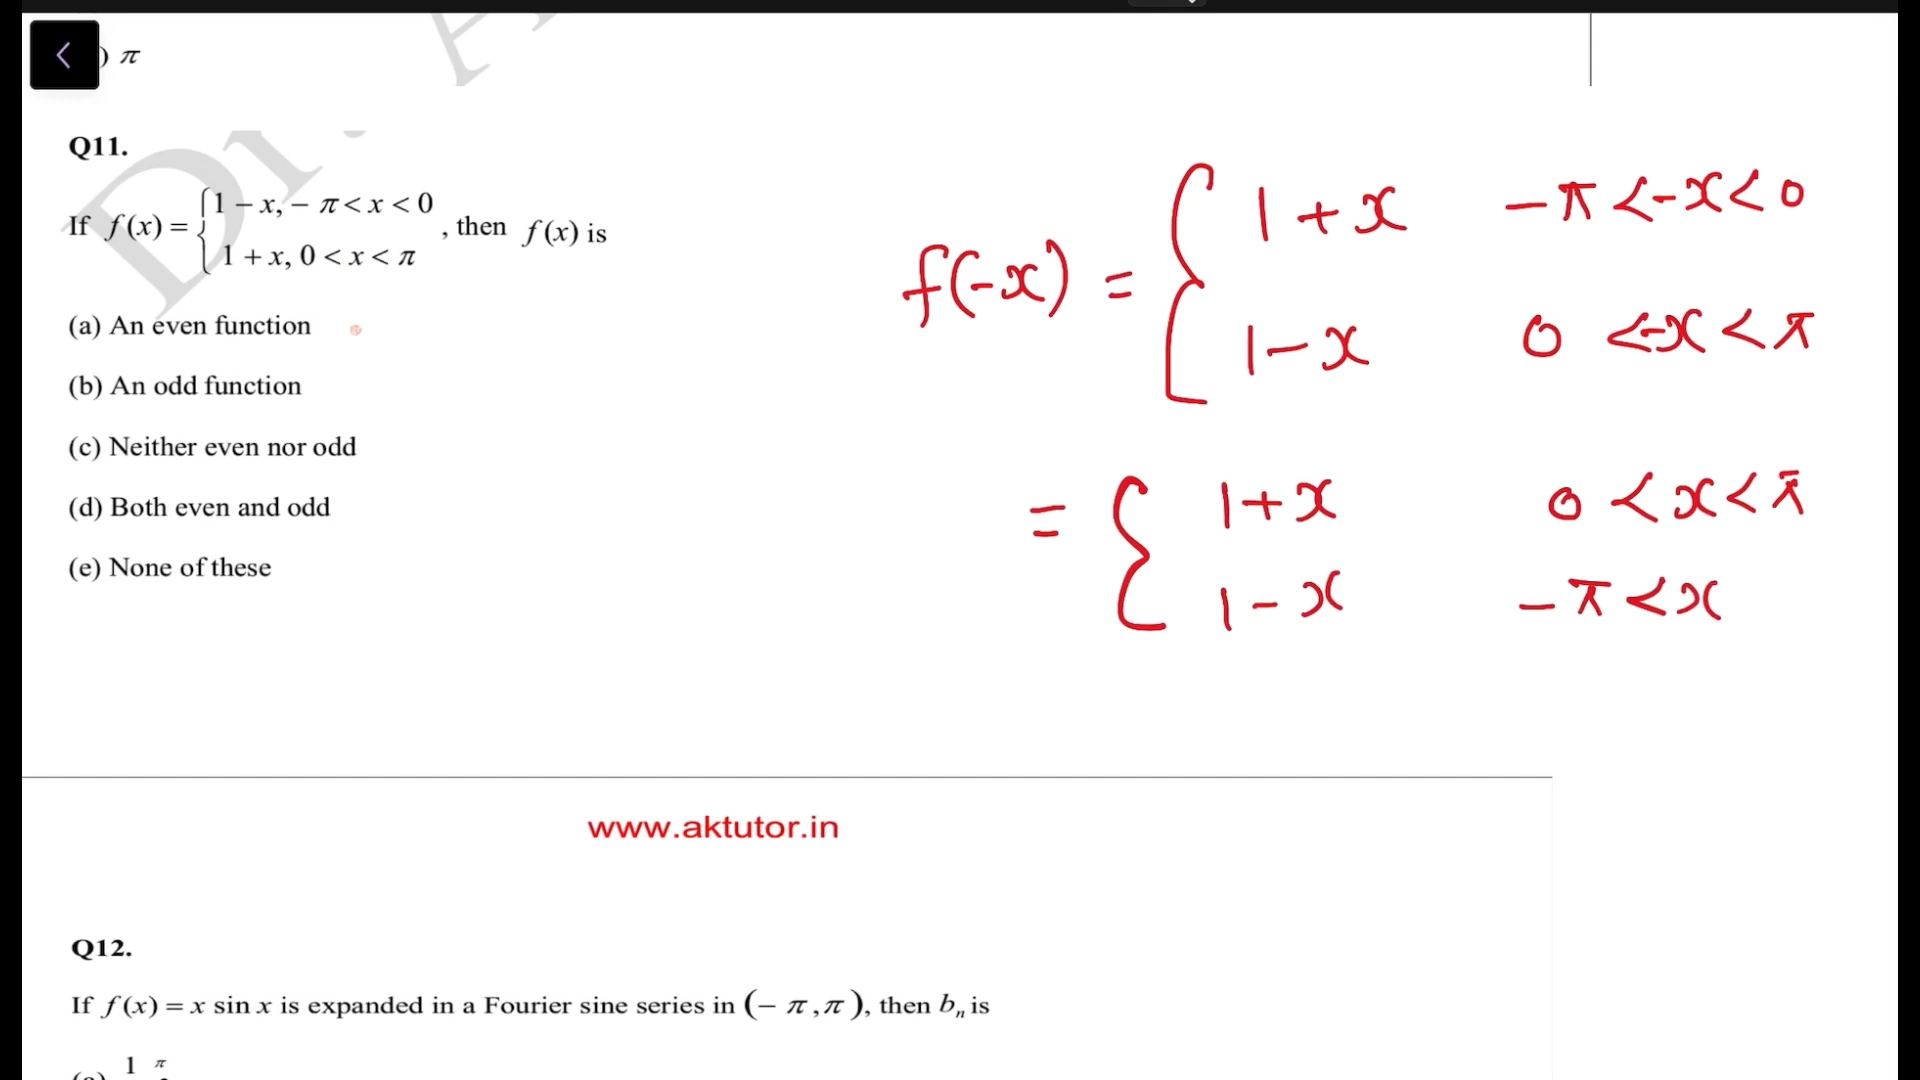 ) π
Q11.
If f(x) = { 1 − x, − π < x < 0
1 + x, 0 < x < π , then f(x) is
(a) An even function
(b) An odd function
(c) Neither even nor odd
(d) Both even and odd
(e) None of these
f(-x) = { 1 + x -π < -x < 0
1 - x 0 < -x < π
= { 1 + x 0 < x < π
1 - x -π < x
www.aktutor.in
Q12.
If f(x) = x sin x is expanded in a Fourier sine series in (− π , π ), then bₙ is
1 π